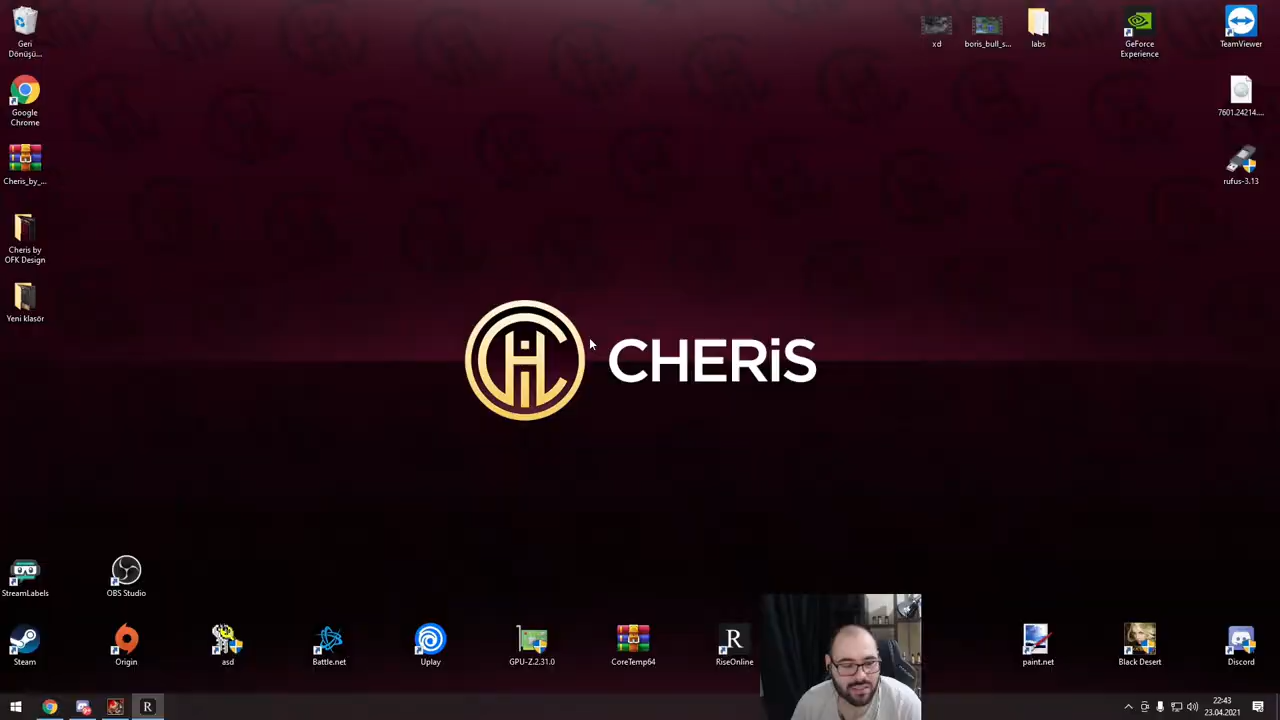 Geri
Dönüşü...
Google
Chrome
Cheris_by_...
Cheris by
OFK Design
Yeni klasör
xd
boris_bull_s...
labs
GeForce
Experience
TeamViewer
7601.24214....
rufus-3.13
CHERiS
StreamLabels
OBS Studio
Steam
Origin
asd
Battle.net
Uplay
GPU-Z.2.31.0
CoreTemp64
R
RiseOnline
paint.net
Black Desert
Discord
R
22:43
23.04.2021